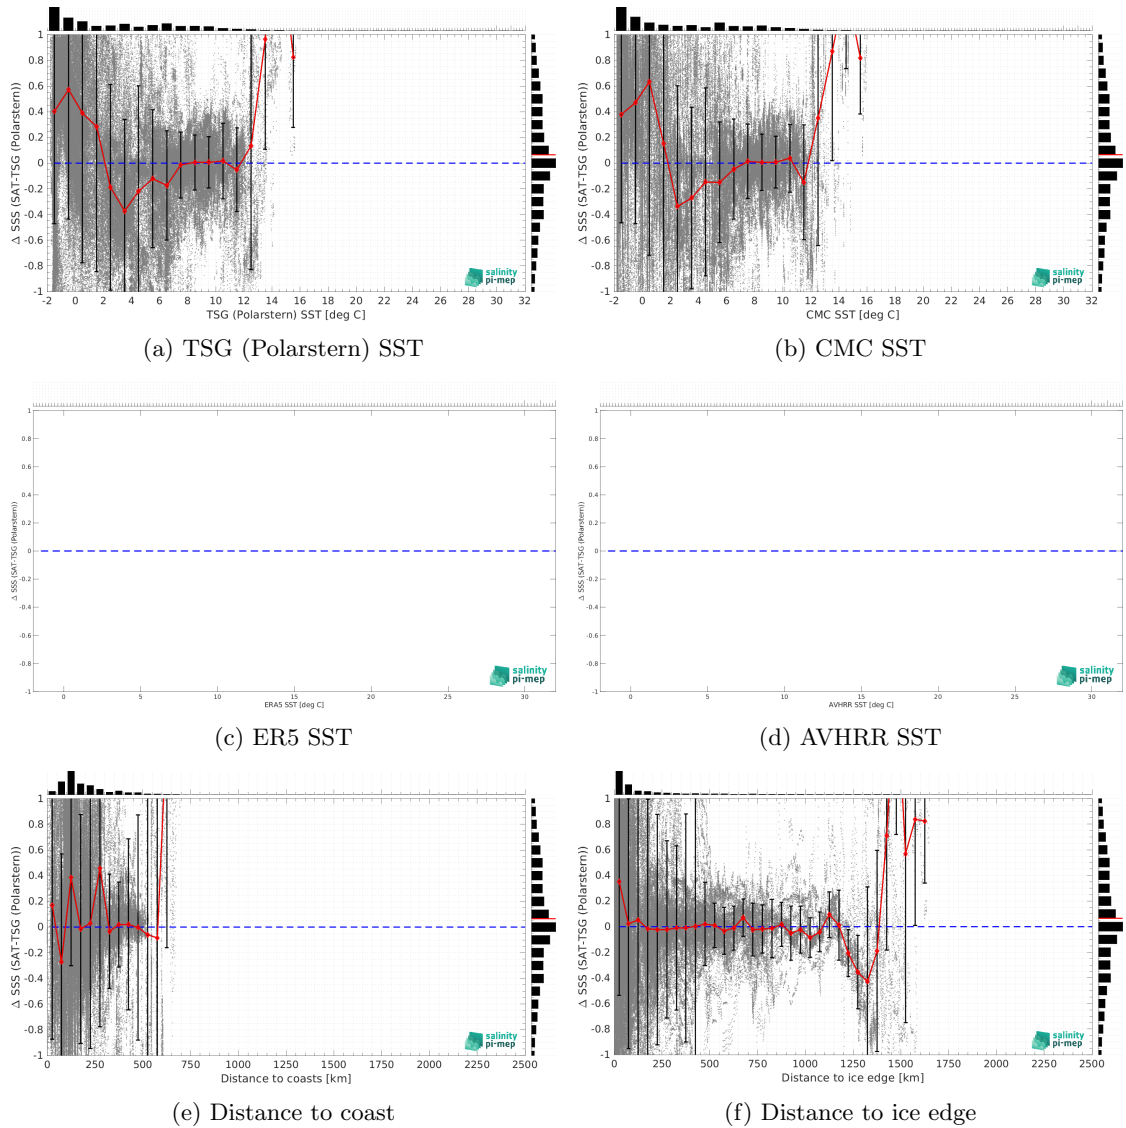 1
0.8
0.6
0.4
0.2
0
-0.2
-0.4
-0.6
-0.8
-1
Δ SSS (SAT-TSG (Polarstern))
-2 0 2 4 6 8 10 12 14 16 18 20 22 24 26 28 30 32
TSG (Polarstern) SST [deg C]
salinity
pi-mep
(a) TSG (Polarstern) SST
1
0.8
0.6
0.4
0.2
0
-0.2
-0.4
-0.6
-0.8
-1
Δ SSS (SAT-TSG (Polarstern))
-2 0 2 4 6 8 10 12 14 16 18 20 22 24 26 28 30 32
CMC SST [deg C]
salinity
pi-mep
(b) CMC SST
1
0.8
0.6
0.4
0.2
0
-0.2
-0.4
-0.6
-0.8
-1
Δ SSS (SAT-TSG (Polarstern))
0 5 10 15 20 25 30
ERA5 SST [deg C]
salinity
pi-mep
(c) ER5 SST
1
0.8
0.6
0.4
0.2
0
-0.2
-0.4
-0.6
-0.8
-1
Δ SSS (SAT-TSG (Polarstern))
0 5 10 15 20 25 30
AVHRR SST [deg C]
salinity
pi-mep
(d) AVHRR SST
1
0.8
0.6
0.4
0.2
0
-0.2
-0.4
-0.6
-0.8
-1
Δ SSS (SAT-TSG (Polarstern))
0 250 500 750 1000 1250 1500 1750 2000 2250 2500
Distance to coasts [km]
salinity
pi-mep
(e) Distance to coast
1
0.8
0.6
0.4
0.2
0
-0.2
-0.4
-0.6
-0.8
-1
Δ SSS (SAT-TSG (Polarstern))
0 250 500 750 1000 1250 1500 1750 2000 2250 2500
Distance to ice edge [km]
salinity
pi-mep
(f) Distance to ice edge